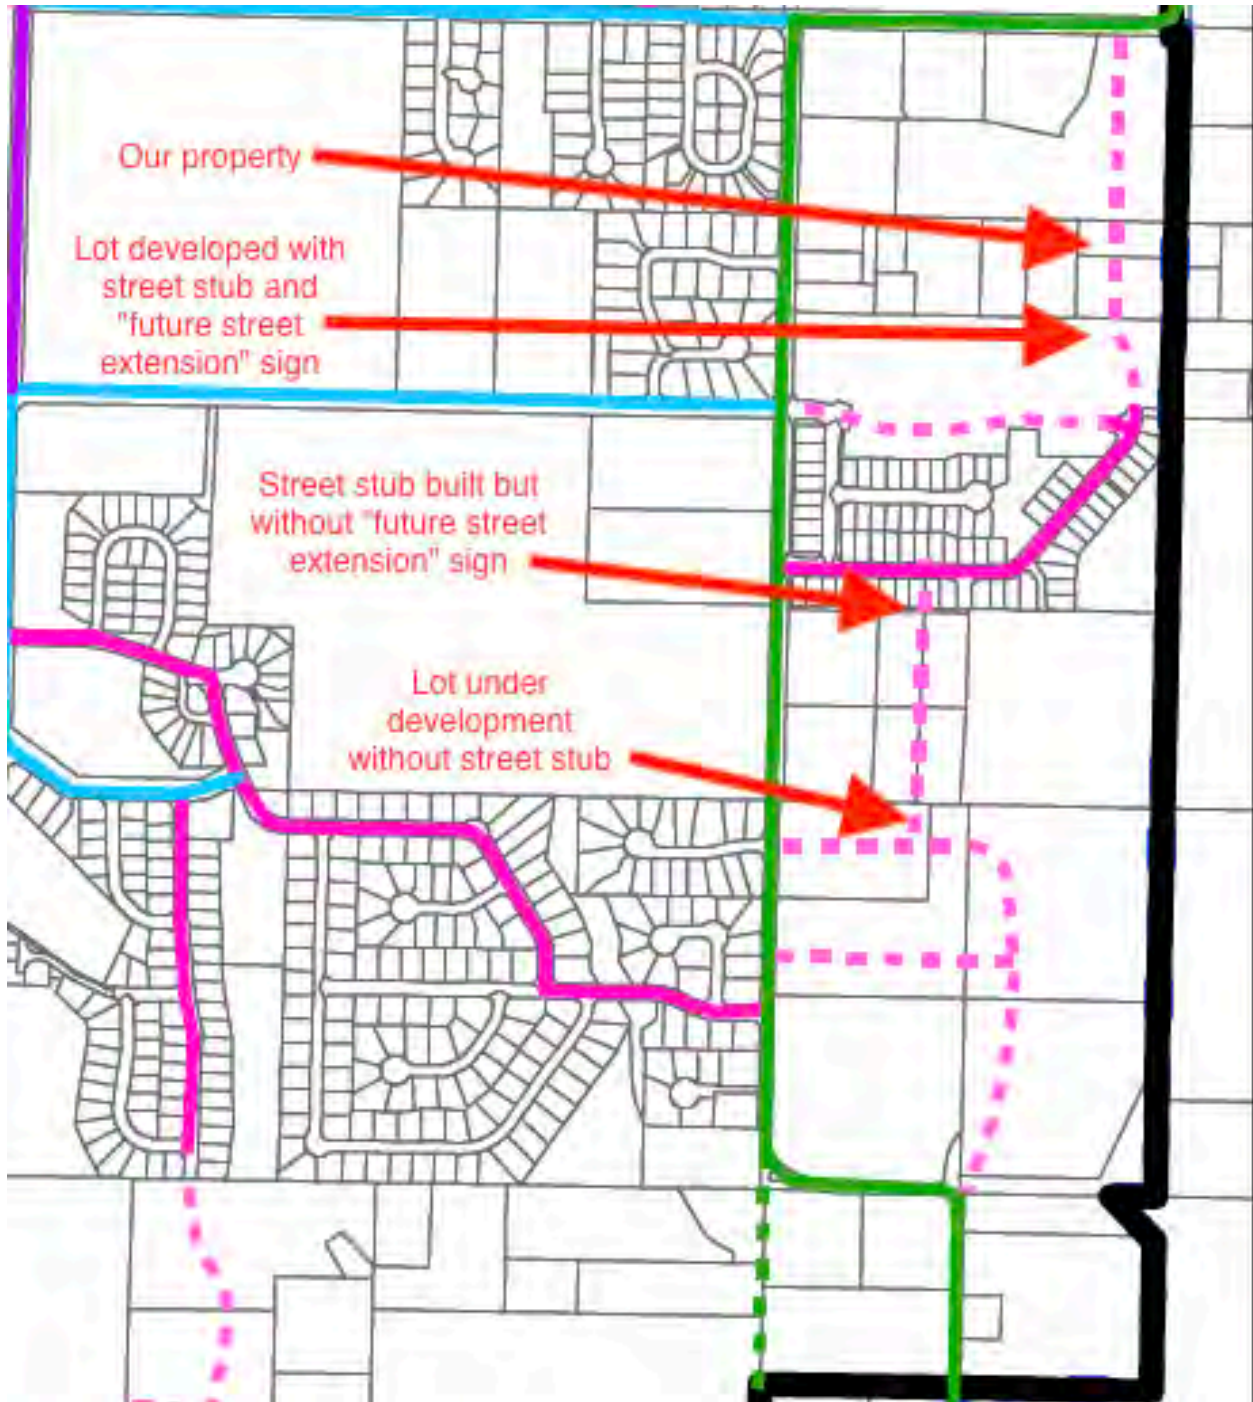 Our property
Lot developed with
street stub and
"future street
extension" sign
Street stub built but
without "future street
extension" sign
Lot under
development
without street stub